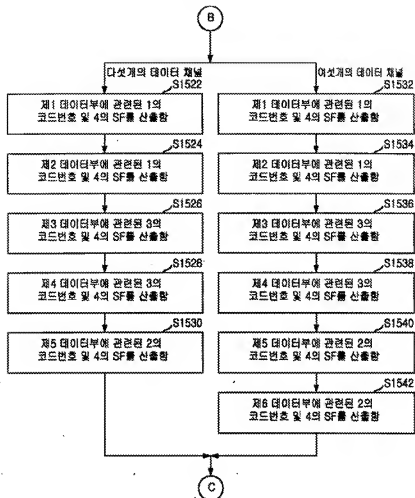 B
다섯개의 데이터 채널
S1522
제1 데이터부에 관련된 1의
코드번호 및 4의 SF를 산출함
S1524
제2 데이터부에 관련된 1의
코드번호 및 4의 SF를 산출함
S1526
제3 데이터부에 관련된 3의
코드번호 및 4의 SF를 산출함
S1528
제4 데이터부에 관련된 3의
코드번호 및 4의 SF를 산출함
S1530
제5 데이터부에 관련된 2의
코드번호 및 4의 SF를 산출함
여섯개의 데이터 채널
S1532
제1 데이터부에 관련된 1의
코드번호 및 4의 SF를 산출함
S1534
제2 데이터부에 관련된 1의
코드번호 및 4의 SF를 산출함
S1536
제3 데이터부에 관련된 3의
코드번호 및 4의 SF를 산출함
S1538
제4 데이터부에 관련된 3의
코드번호 및 4의 SF를 산출함
S1540
제5 데이터부에 관련된 2의
코드번호 및 4의 SF를 산출함
S1542
제6 데이터부에 관련된 2의
코드번호 및 4의 SF를 산출함
C